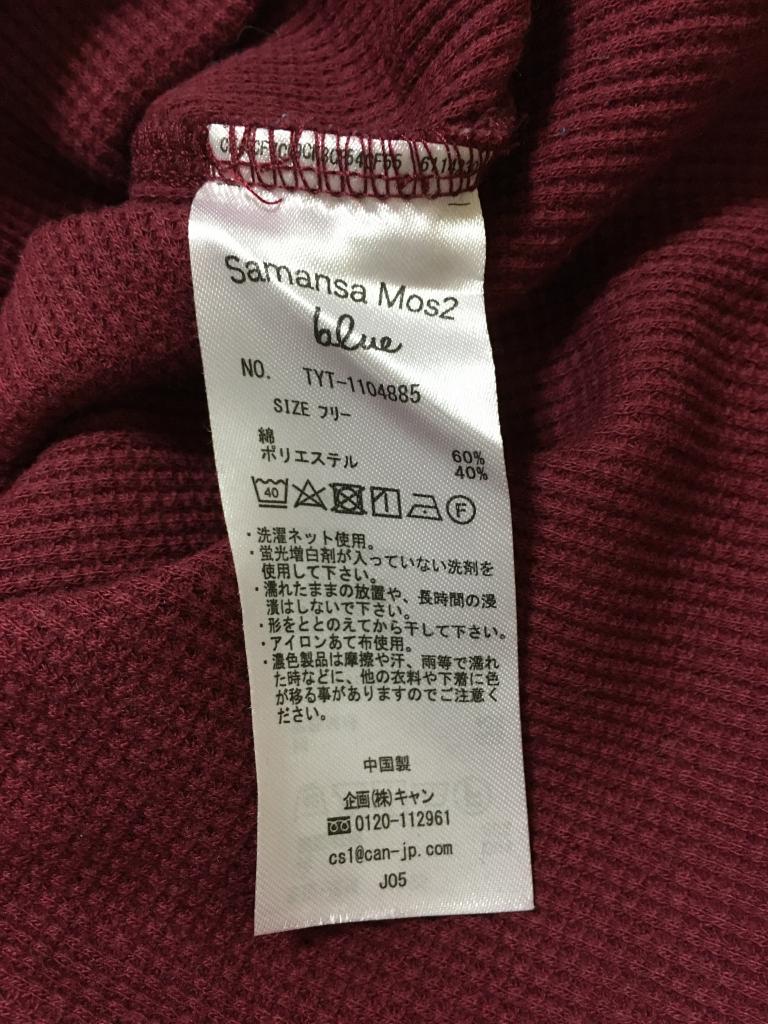 Samansa Mos2
blue
NO. TYT-1104885
SIZE フリー
綿 60%
ポリエステル 40%
40
F
・洗濯ネット使用。
・蛍光増白剤が入っていない洗剤を
使用して下さい。
・濡れたままの放置や、長時間の浸
漬はしないで下さい。
・形をととのえてから干して下さい。
・アイロンあて布使用。
・濃色製品は摩擦や汗、雨等で濡れ
た時などに、他の衣料や下着に色
が移る事がありますのでご注意く
ださい。
中国製
企画(株)キャン
0120-112961
cs1@can-jp.com
J05